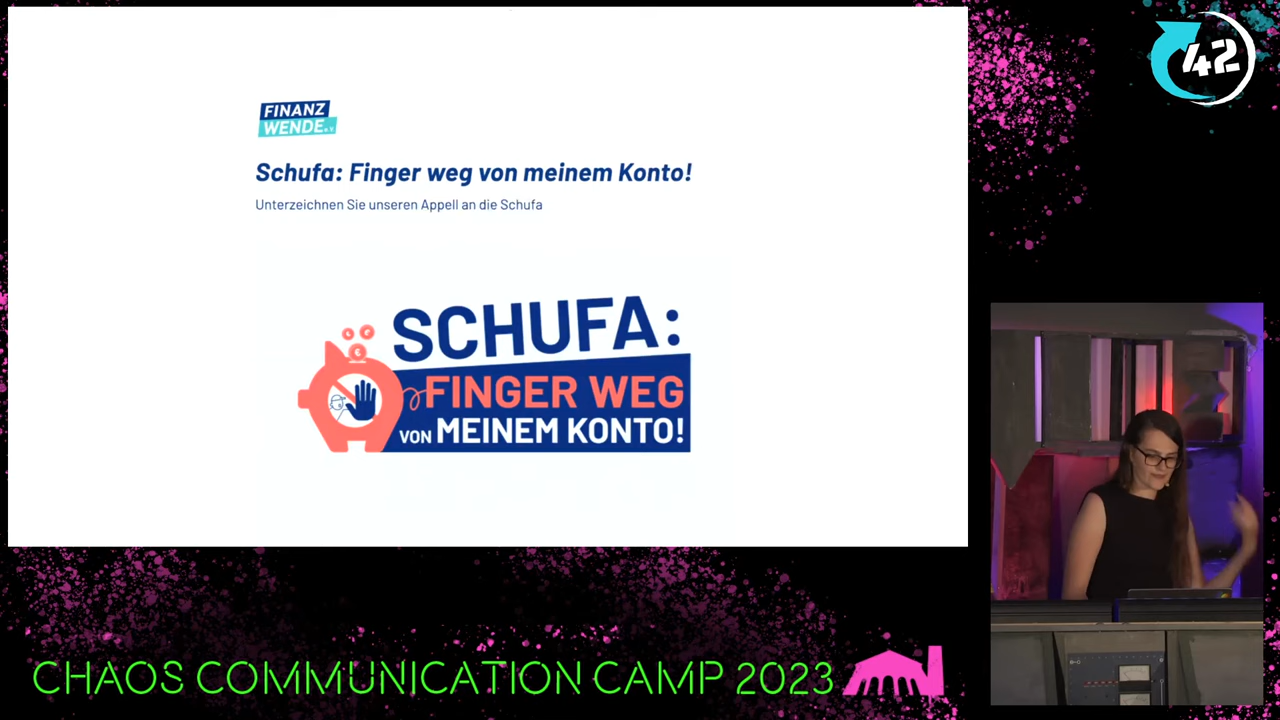 FINANZ
WENDE e.V.
Schufa: Finger weg von meinem Konto!
Unterzeichnen Sie unseren Appell an die Schufa
SCHUFA:
FINGER WEG
VON MEINEM KONTO!
42
CHAOS COMMUNICATION CAMP 2023